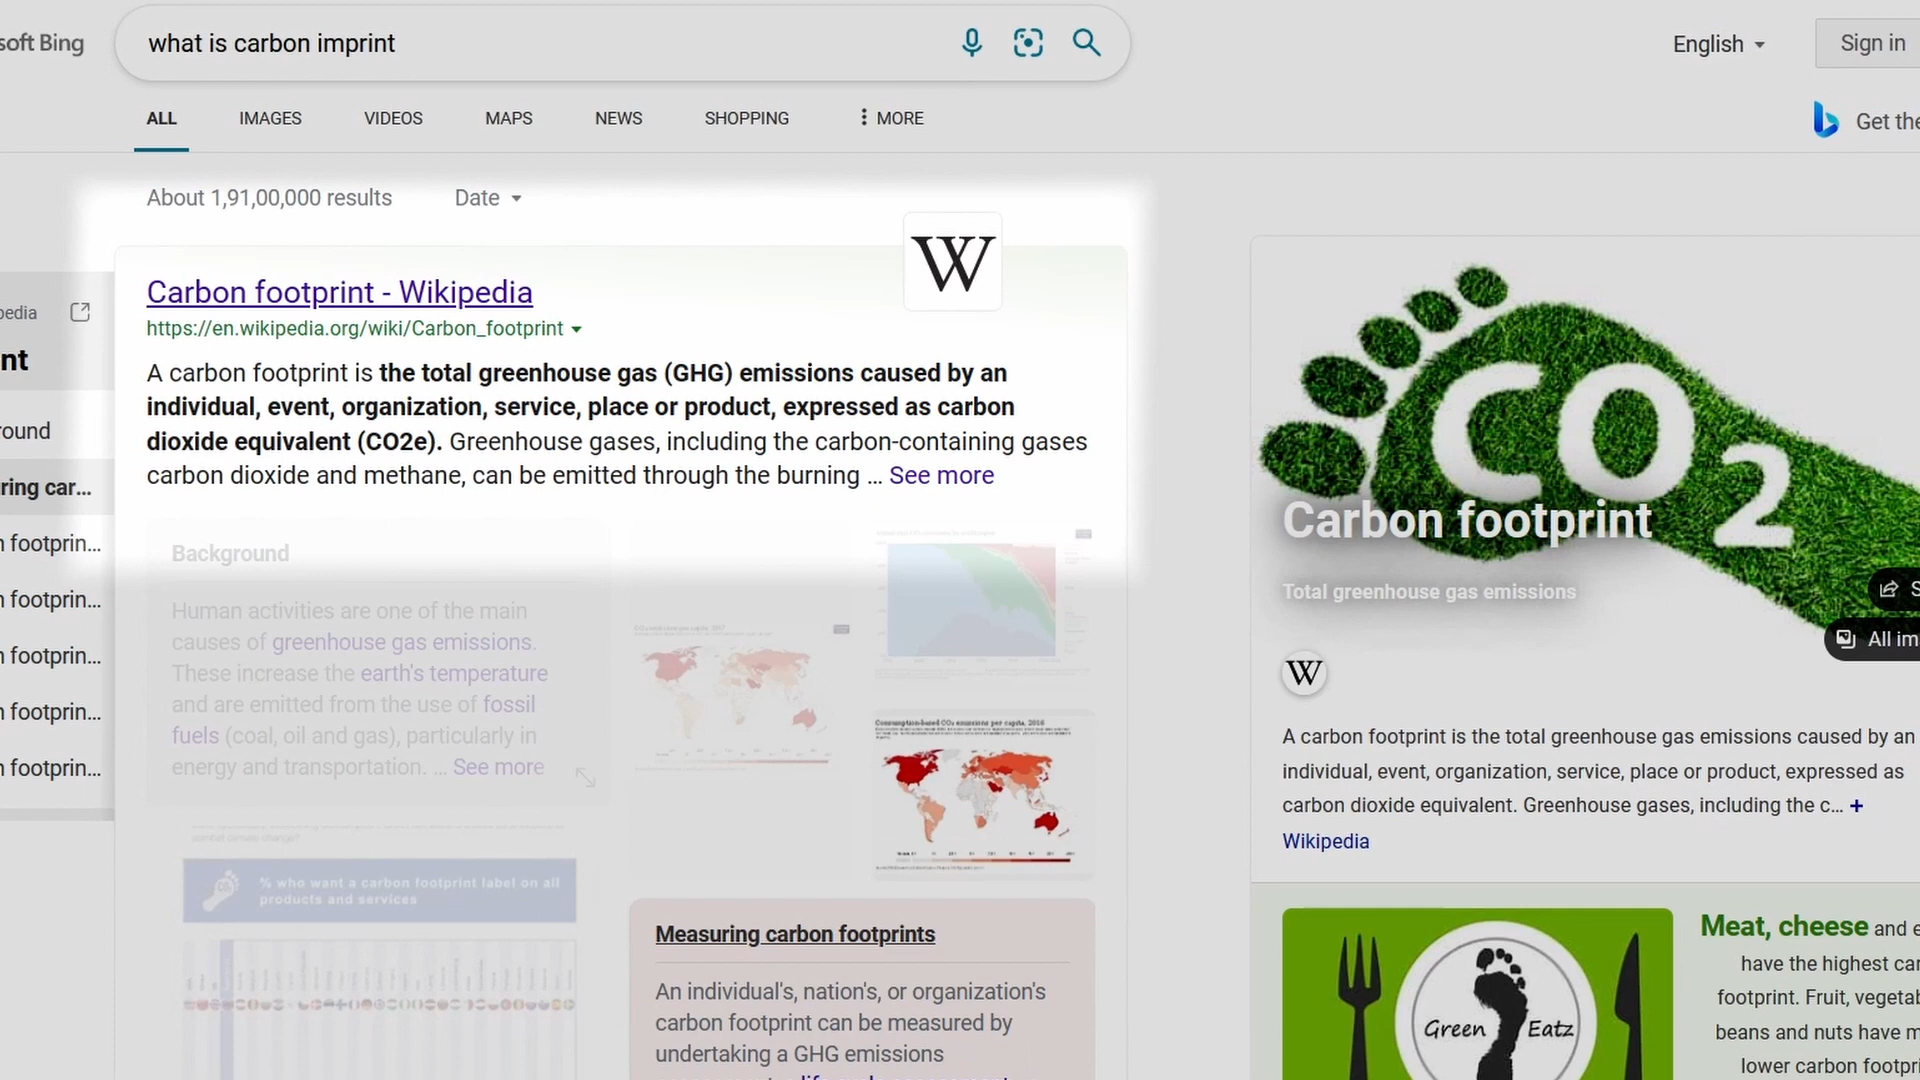 soft Bing
what is carbon imprint
English
Sign in
ALL
IMAGES
VIDEOS
MAPS
NEWS
SHOPPING
MORE
Get the
About 1,91,00,000 results
Date
pedia
nt
round
ring car...
n footprin...
n footprin...
n footprin...
n footprin...
n footprin...
W
Carbon footprint - Wikipedia
https://en.wikipedia.org/wiki/Carbon_footprint
A carbon footprint is the total greenhouse gas (GHG) emissions caused by an
individual, event, organization, service, place or product, expressed as carbon
dioxide equivalent (CO2e). Greenhouse gases, including the carbon-containing gases
carbon dioxide and methane, can be emitted through the burning ... See more
Background
Human activities are one of the main
causes of greenhouse gas emissions.
These increase the earth's temperature
and are emitted from the use of fossil
fuels (coal, oil and gas), particularly in
energy and transportation. ... See more
Consumption-based CO₂ emissions per capita, 2016
% who want a carbon footprint label on all
products and services
Measuring carbon footprints
An individual's, nation's, or organization's
carbon footprint can be measured by
undertaking a GHG emissions
CO2
Carbon footprint
Total greenhouse gas emissions
S
All im
W
A carbon footprint is the total greenhouse gas emissions caused by an
individual, event, organization, service, place or product, expressed as
carbon dioxide equivalent. Greenhouse gases, including the c... +
Wikipedia
Green Eatz
Meat, cheese and e
have the highest car
footprint. Fruit, vegetab
beans and nuts have m
lower carbon footpri